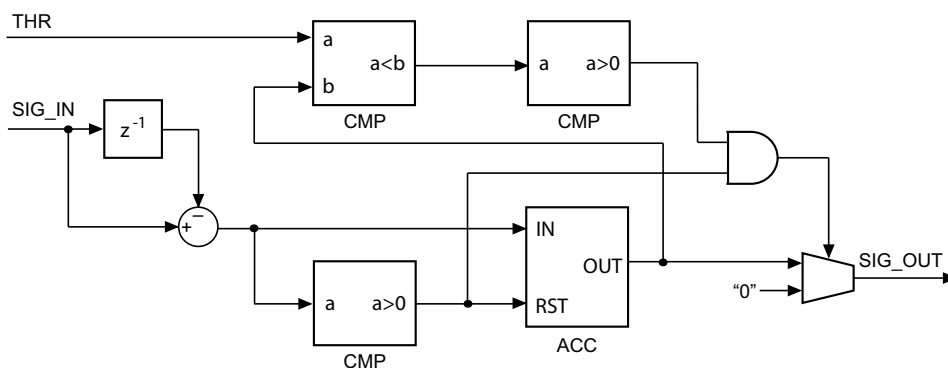 THR
a
a<b
b
CMP
a
a>0
CMP
SIG_IN
z-1
−
+
IN
OUT
RST
ACC
a
a>0
CMP
SIG_OUT
“0”